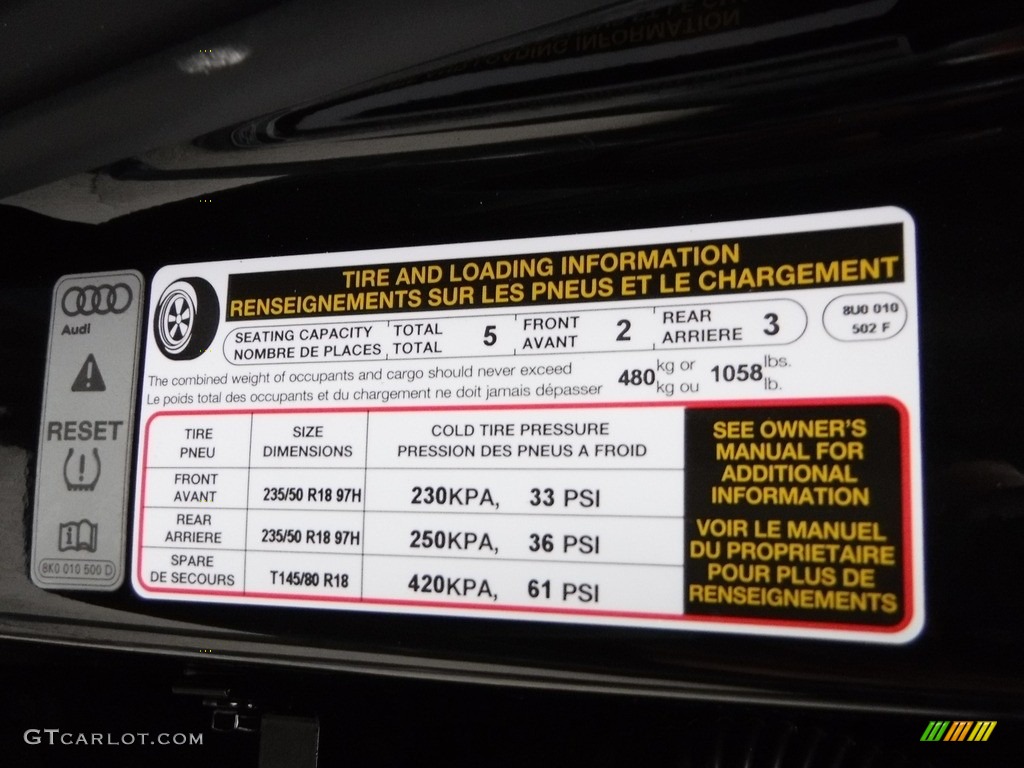 TIRE AND LOADING INFORMATION
RENSEIGNEMENTS SUR LES PNEUS ET LE CHARGEMENT
SEATING CAPACITY TOTAL 5 FRONT 2 REAR 3
NOMBRE DE PLACES TOTAL AVANT ARRIERE
8U0 010
502 F
The combined weight of occupants and cargo should never exceed 480 kg or 1058 lbs.
Le poids total des occupants et du chargement ne doit jamais dépasser kg ou lb.
TIRE SIZE COLD TIRE PRESSURE
PNEU DIMENSIONS PRESSION DES PNEUS A FROID
FRONT
AVANT 235/50 R18 97H 230KPA, 33 PSI
REAR
ARRIERE 235/50 R18 97H 250KPA, 36 PSI
SPARE
DE SECOURS T145/80 R18 420KPA, 61 PSI
SEE OWNER'S
MANUAL FOR
ADDITIONAL
INFORMATION
VOIR LE MANUEL
DU PROPRIETAIRE
POUR PLUS DE
RENSEIGNEMENTS
Audi
RESET
8K0 010 500 D
GTCARLOT.COM